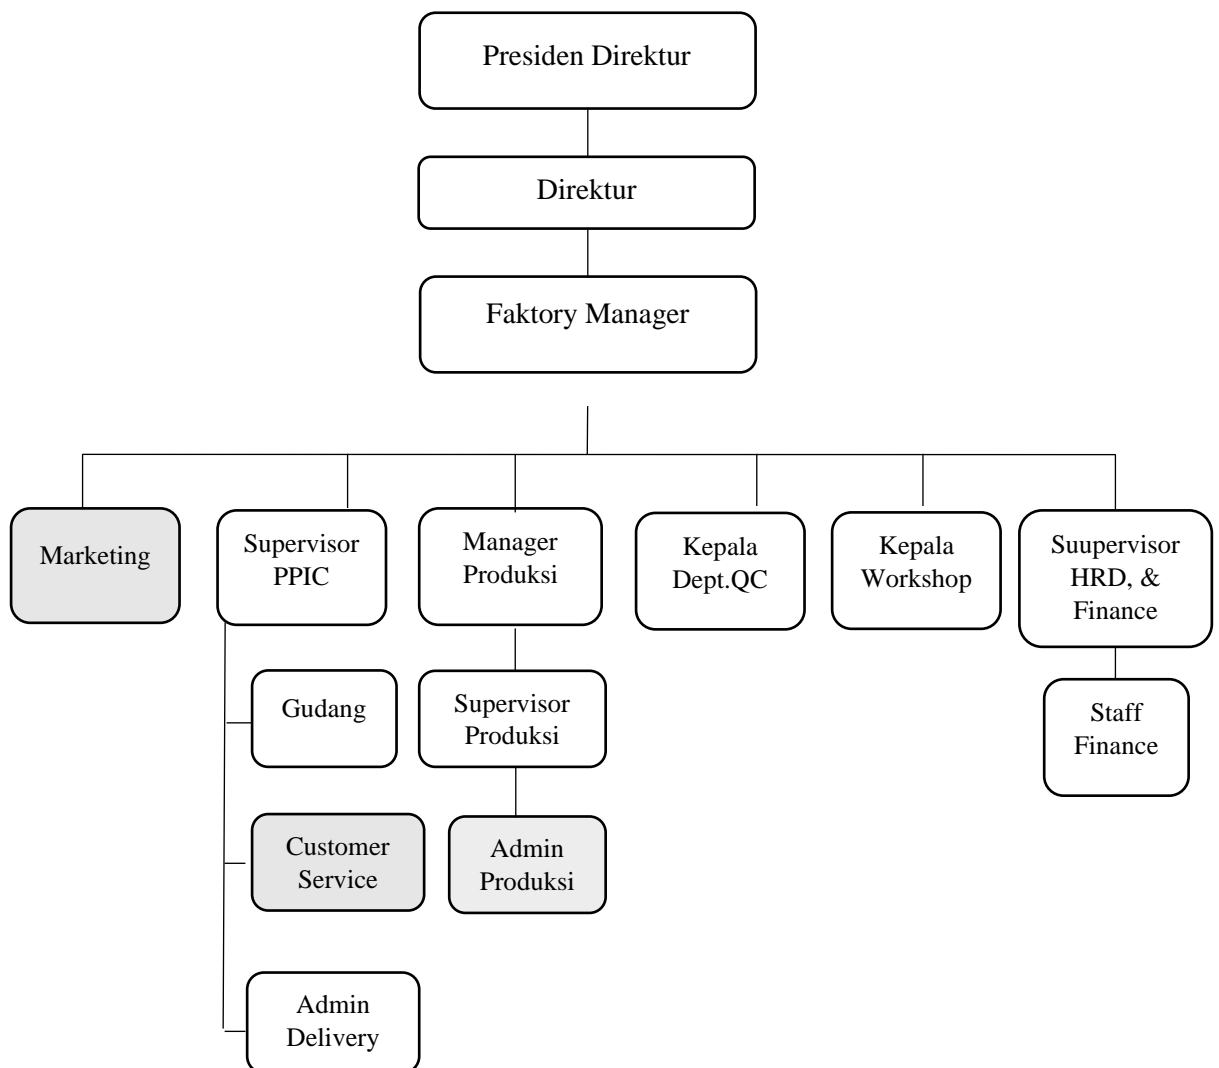 Presiden Direktur
Direktur
Faktory Manager
Marketing
Supervisor
PPIC
Manager
Produksi
Kepala
Dept.QC
Kepala
Workshop
Suupervisor
HRD, &
Finance
Gudang
Supervisor
Produksi
Staff
Finance
Customer
Service
Admin
Produksi
Admin
Delivery